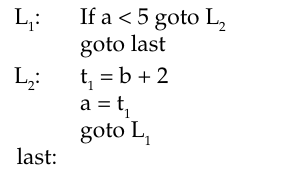 L₁: If a < 5 goto L₂
goto last
L₂: t₁ = b + 2
a = t₁
goto L₁
last: